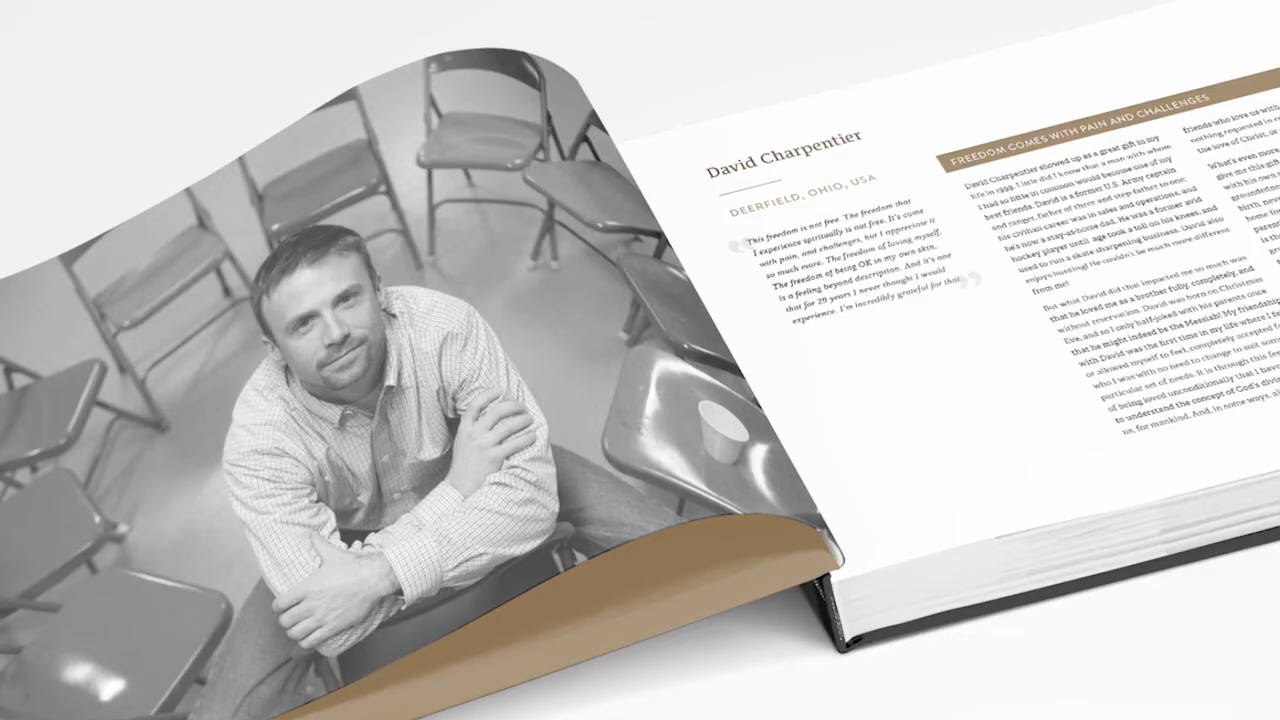 David Charpentier
DEERFIELD, OHIO, USA
This freedom is not free. The freedom that
I experience spiritually is not free. It's come
with pain, and challenges, but I appreciate it
so much more. The freedom of loving myself.
The freedom of being OK in my own skin,
is a feeling beyond description. And it's one
that for 20 years I never thought I would
experience. I'm incredibly grateful for that.
FREEDOM COMES WITH PAIN AND CHALLENGES
David Charpentier showed up as a great gift in my
life in 1999. Little did I know that a man with whom
I had so little in common would become one of my
best friends. David is a former U.S. Army captain
and ranger, father of three and step father to one;
his civilian career was in sales and operations, and
he's now a stay-at-home dad. He was a former avid
hockey player until age took a toll on his knees, and
used to run a skate sharpening business. David also
enjoys hunting! He couldn't be much more different
from me!
But what David did that impacted me so much was
that he loved me as a brother fully, completely, and
without reservation. David was born on Christmas
Eve, and so I only half-joked with his parents once
that he might indeed be the Messiah! My friendship
with David was the first time in my life where I
or allowed myself to feel, completely accepted
who I was with no need to change to suit
particular set of needs. It is through this
of being loved unconditionally that I have
to understand the concept of God's
us, for mankind. And, in some ways,
friends who love us with
nothing requested in
the love of Christ, or
What's even more
give me this gift
with his own
birth,
home